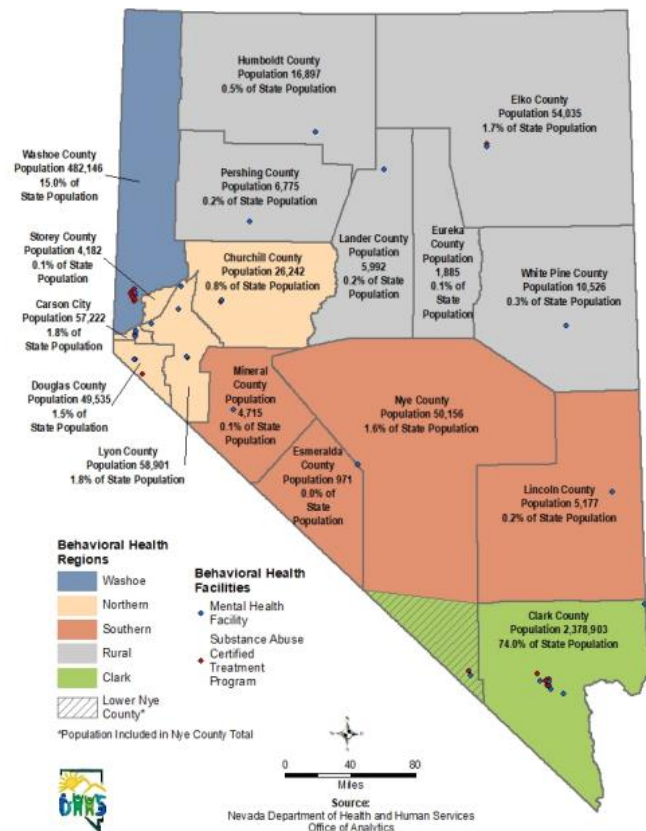 Humboldt County
Population 16,897
0.5% of State Population
Elko County
Population 54,035
1.7% of State Population
Washoe County
Population 482,146
15.0% of
State Population
Pershing County
Population 6,775
0.2% of State Population
Storey County
Population 4,182
0.1% of State
Population
Churchill County
Population 26,242
0.8% of State Population
Lander County
Population
5,992
0.2% of State
Population
Eureka
County
Population
1,885
0.1% of
State
Population
White Pine County
Population 10,526
0.3% of State Population
Carson City
Population 57,222
1.8% of
State Population
Douglas County
Population 49,535
1.5% of
State Population
Mineral
County
Population
4,715
0.1% of State
Population
Nye County
Population 50,156
1.6% of State Population
Lyon County
Population 58,901
1.8% of State Population
Esmeralda
County
Population 971
0.0% of
State
Population
Lincoln County
Population 5,177
0.2% of State Population
Clark County
Population 2,378,903
74.0% of State Population
Behavioral Health
Regions
Washoe
Northern
Southern
Rural
Clark
Lower Nye
County*
*Population Included in Nye County Total
Behavioral Health
Facilities
Mental Health
Facility
Substance Abuse
Certified
Treatment
Program
0 40 80
Miles
Source:
Nevada Department of Health and Human Services
Office of Analytics
DHHS